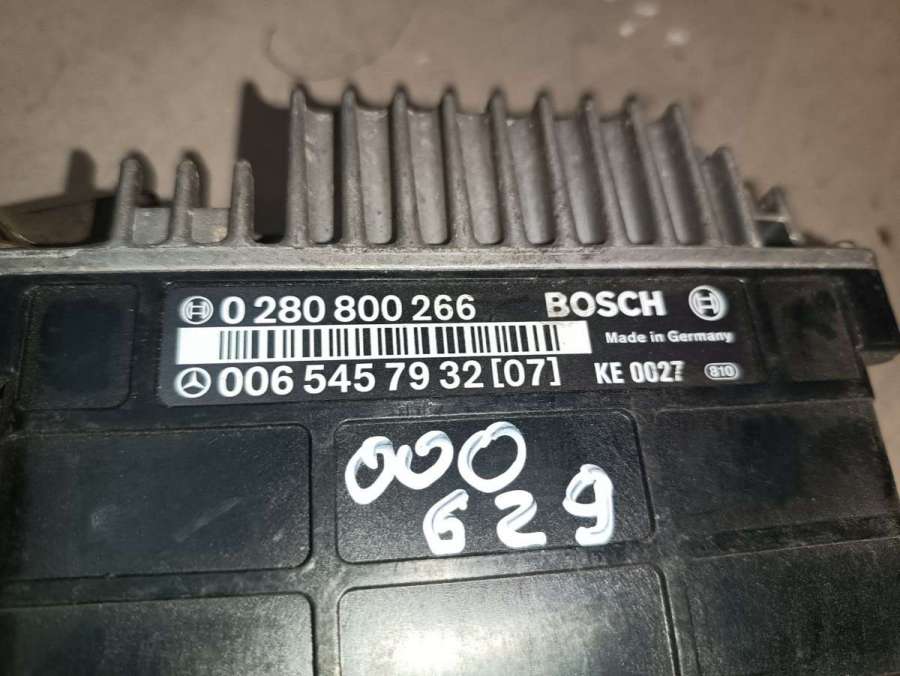 0 280 800 266 BOSCH
Made in Germany
006 545 79 32 [07] KE 0027 810
000
629